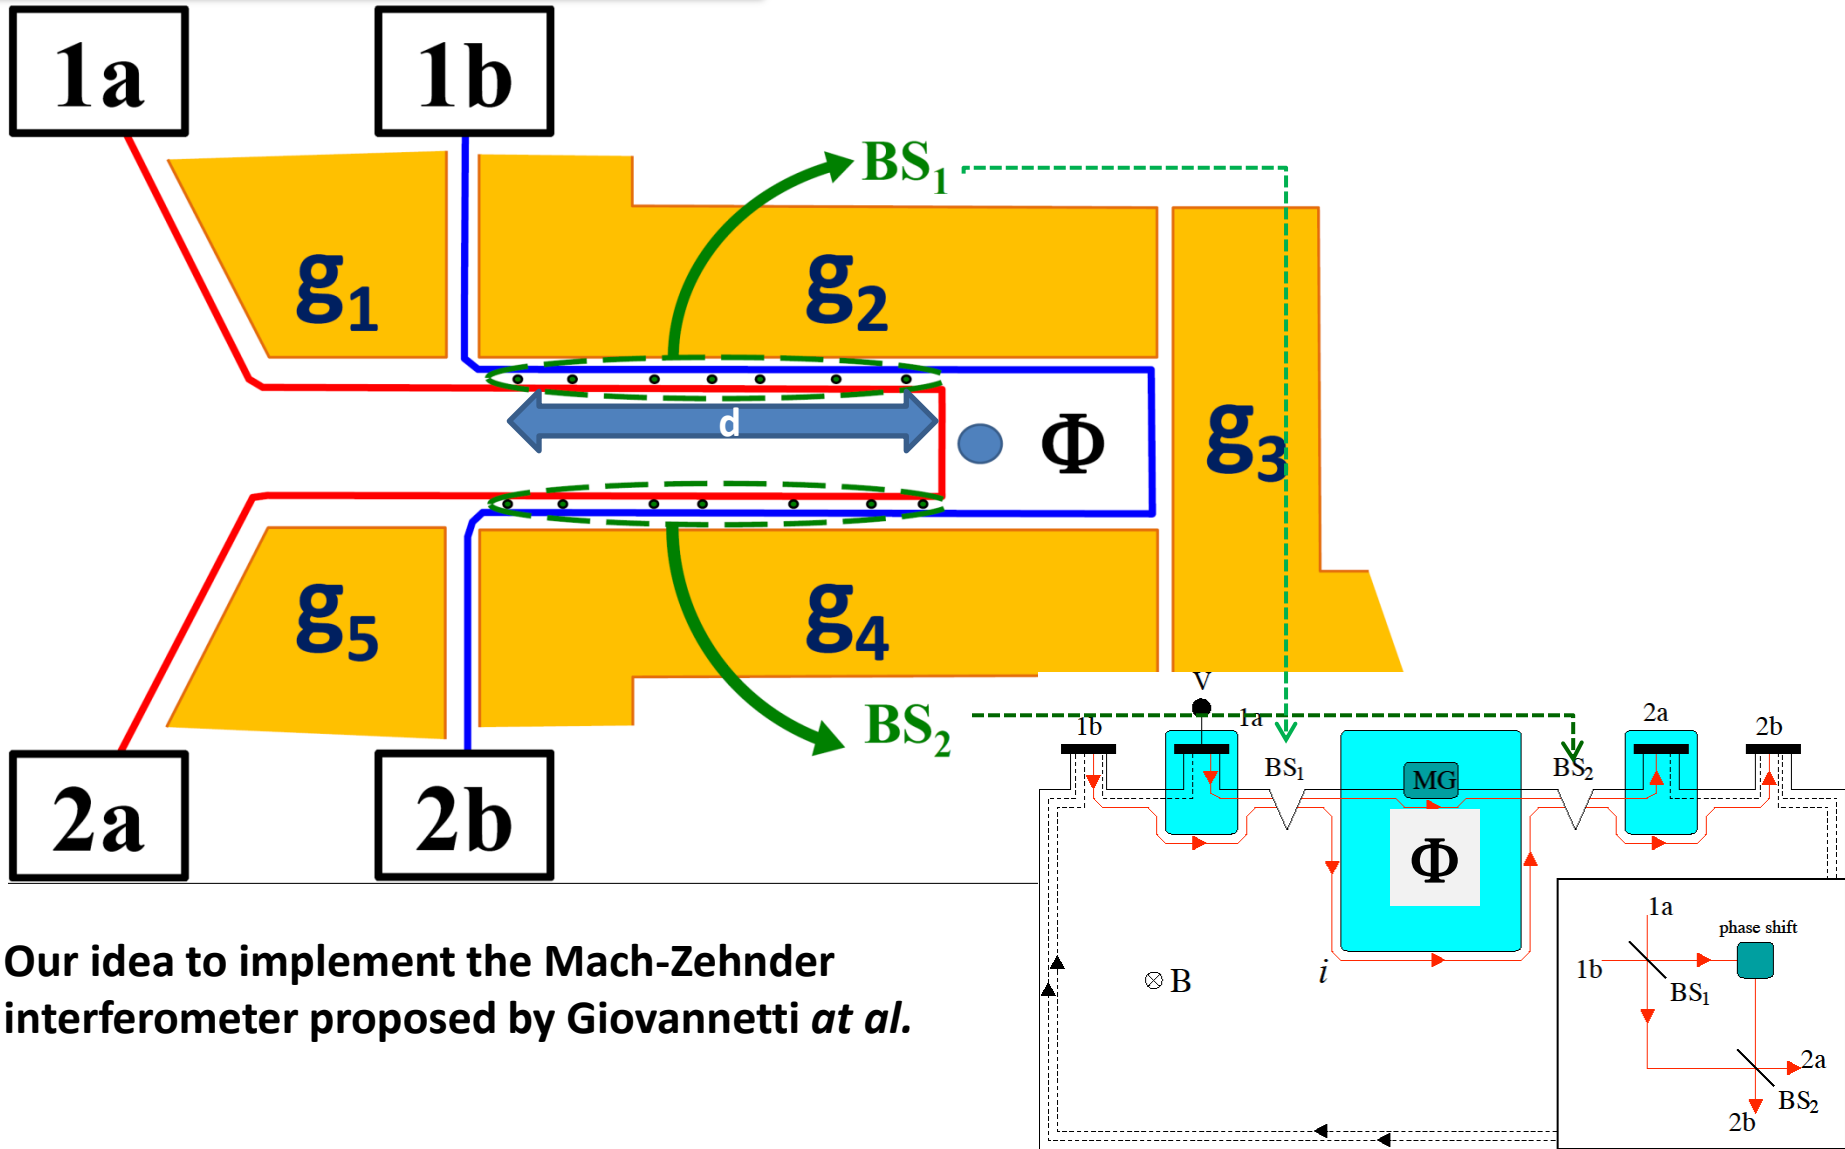 1a
1b
BS1
g1
g2
d
Φ
g3
g5
g4
BS2
2a
2b
V
1b
1a
2a
2b
BS1
BS2
MG
Φ
B
i
1a
phase shift
1b
BS1
2a
BS2
2b
Our idea to implement the Mach-Zehnder
interferometer proposed by Giovannetti at al.